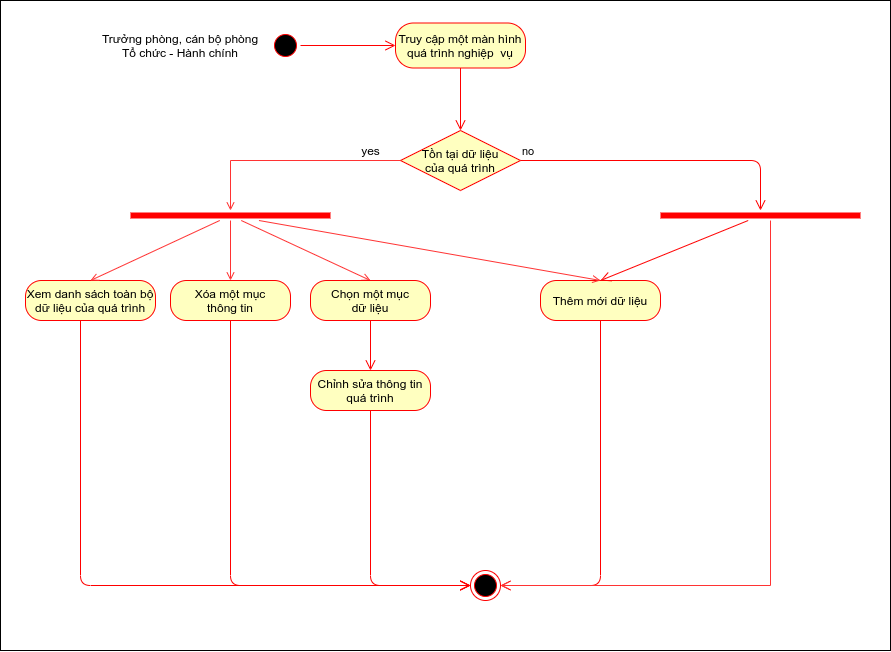 Trưởng phòng, cán bộ phòng
Tổ chức - Hành chính
Truy cập một màn hình
quá trình nghiệp vụ
Tồn tại dữ liệu
của quá trình
yes
no
Xem danh sách toàn bộ
dữ liệu của quá trình
Xóa một mục
thông tin
Chọn một mục
dữ liệu
Thêm mới dữ liệu
Chỉnh sửa thông tin
quá trình